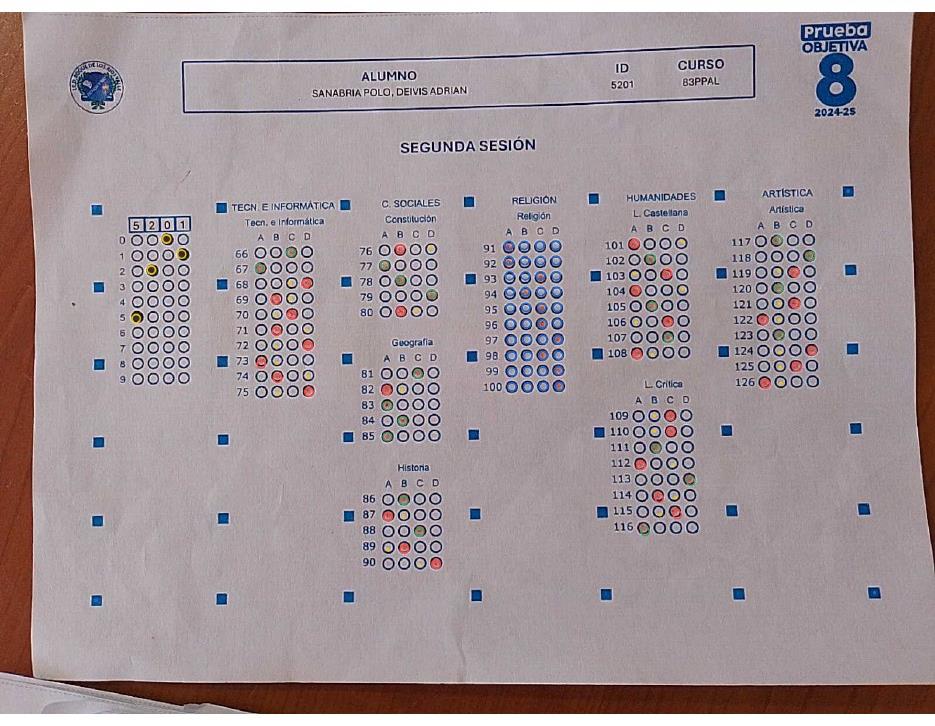 Prueba
OBJETIVA
8
2024-25
ALUMNO
SANABRIA POLO, DEIVIS ADRIAN
ID
5201
CURSO
83PPAL
SEGUNDA SESIÓN
5 2 0 1
0
1
2
3
4
5
6
7
8
9
TECN. E INFORMÁTICA
Tecn. e Informática
A B C D
66
67
68
69
70
71
72
73
74
75
C. SOCIALES
Constitución
A B C D
76
77
78
79
80
Geografía
A B C D
81
82
83
84
85
Historia
A B C D
86
87
88
89
90
RELIGIÓN
Religión
A B C D
91
92
93
94
95
96
97
98
99
100
HUMANIDADES
L. Castellana
A B C D
101
102
103
104
105
106
107
108
L. Crítica
A B C D
109
110
111
112
113
114
115
116
ARTÍSTICA
Artística
A B C D
117
118
119
120
121
122
123
124
125
126